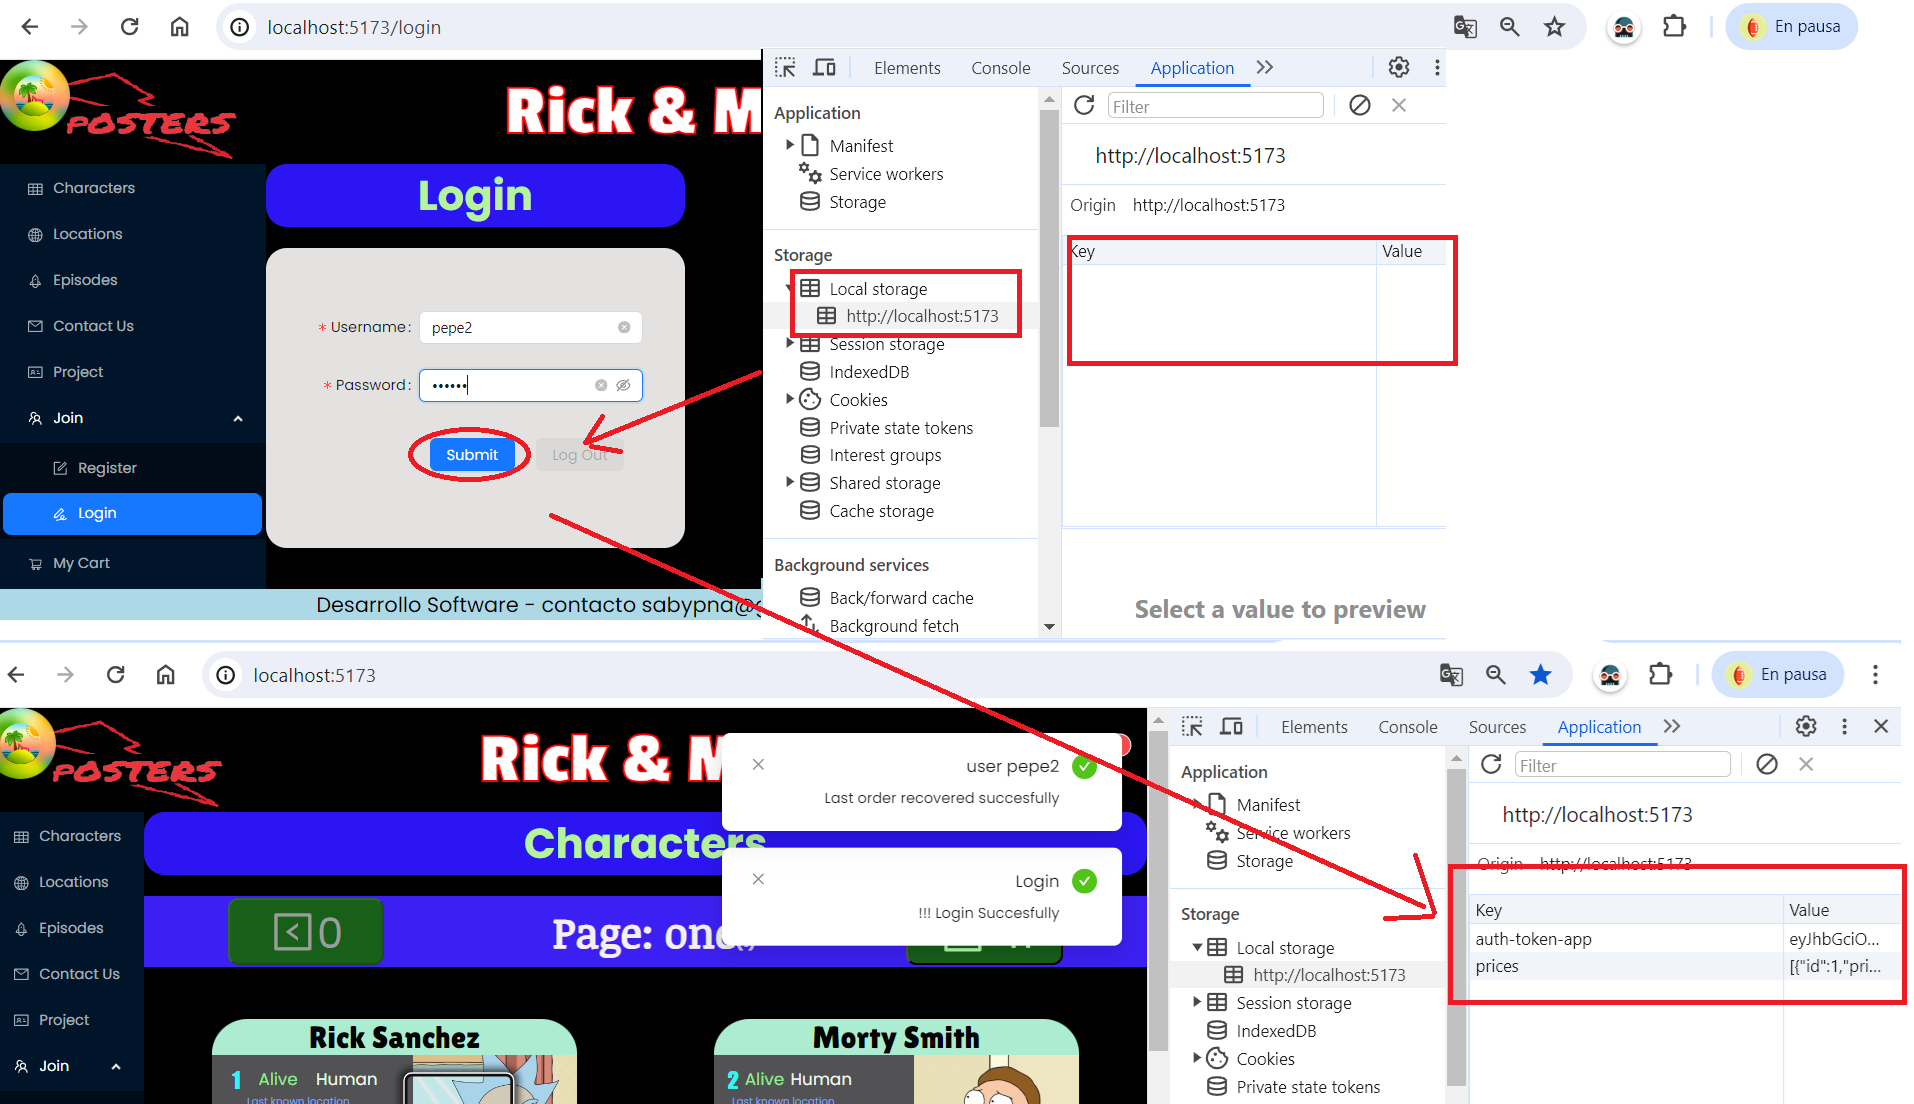 localhost:5173/login
En pausa
POSTERS
Rick & M
Characters
Locations
Episodes
Contact Us
Project
Join
Register
Login
My Cart
Login
* Username:
pepe2
* Password:
••••••
Submit
Log Out
Desarrollo Software - contacto sabypna@g
Elements
Console
Sources
Application
Application
Manifest
Service workers
Storage
Storage
Local storage
http://localhost:5173
Session storage
IndexedDB
Cookies
Private state tokens
Interest groups
Shared storage
Cache storage
Background services
Back/forward cache
Background fetch
Filter
http://localhost:5173
Origin http://localhost:5173
Key Value
Select a value to preview
localhost:5173
En pausa
POSTERS
Rick & M
Characters
Locations
Episodes
Contact Us
Project
Join
Characters
0
Page: one
user pepe2
Last order recovered succesfully
Login
!!! Login Succesfully
Rick Sanchez
1 Alive Human
Last known location
Morty Smith
2 Alive Human
Last known location
Elements
Console
Sources
Application
Application
Manifest
Service workers
Storage
Storage
Local storage
http://localhost:5173
Session storage
IndexedDB
Cookies
Private state tokens
Filter
http://localhost:5173
Origin http://localhost:5173
Key Value
auth-token-app eyJhbGciO...
prices [{"id":1,"pri...